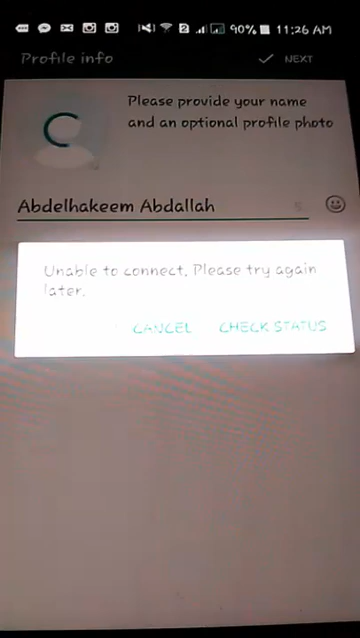 90% 11:26 AM
Profile info
NEXT
Please provide your name
and an optional profile photo
Abdelhakeem Abdallah
Unable to connect. Please try again
later.
CANCEL CHECK STATUS